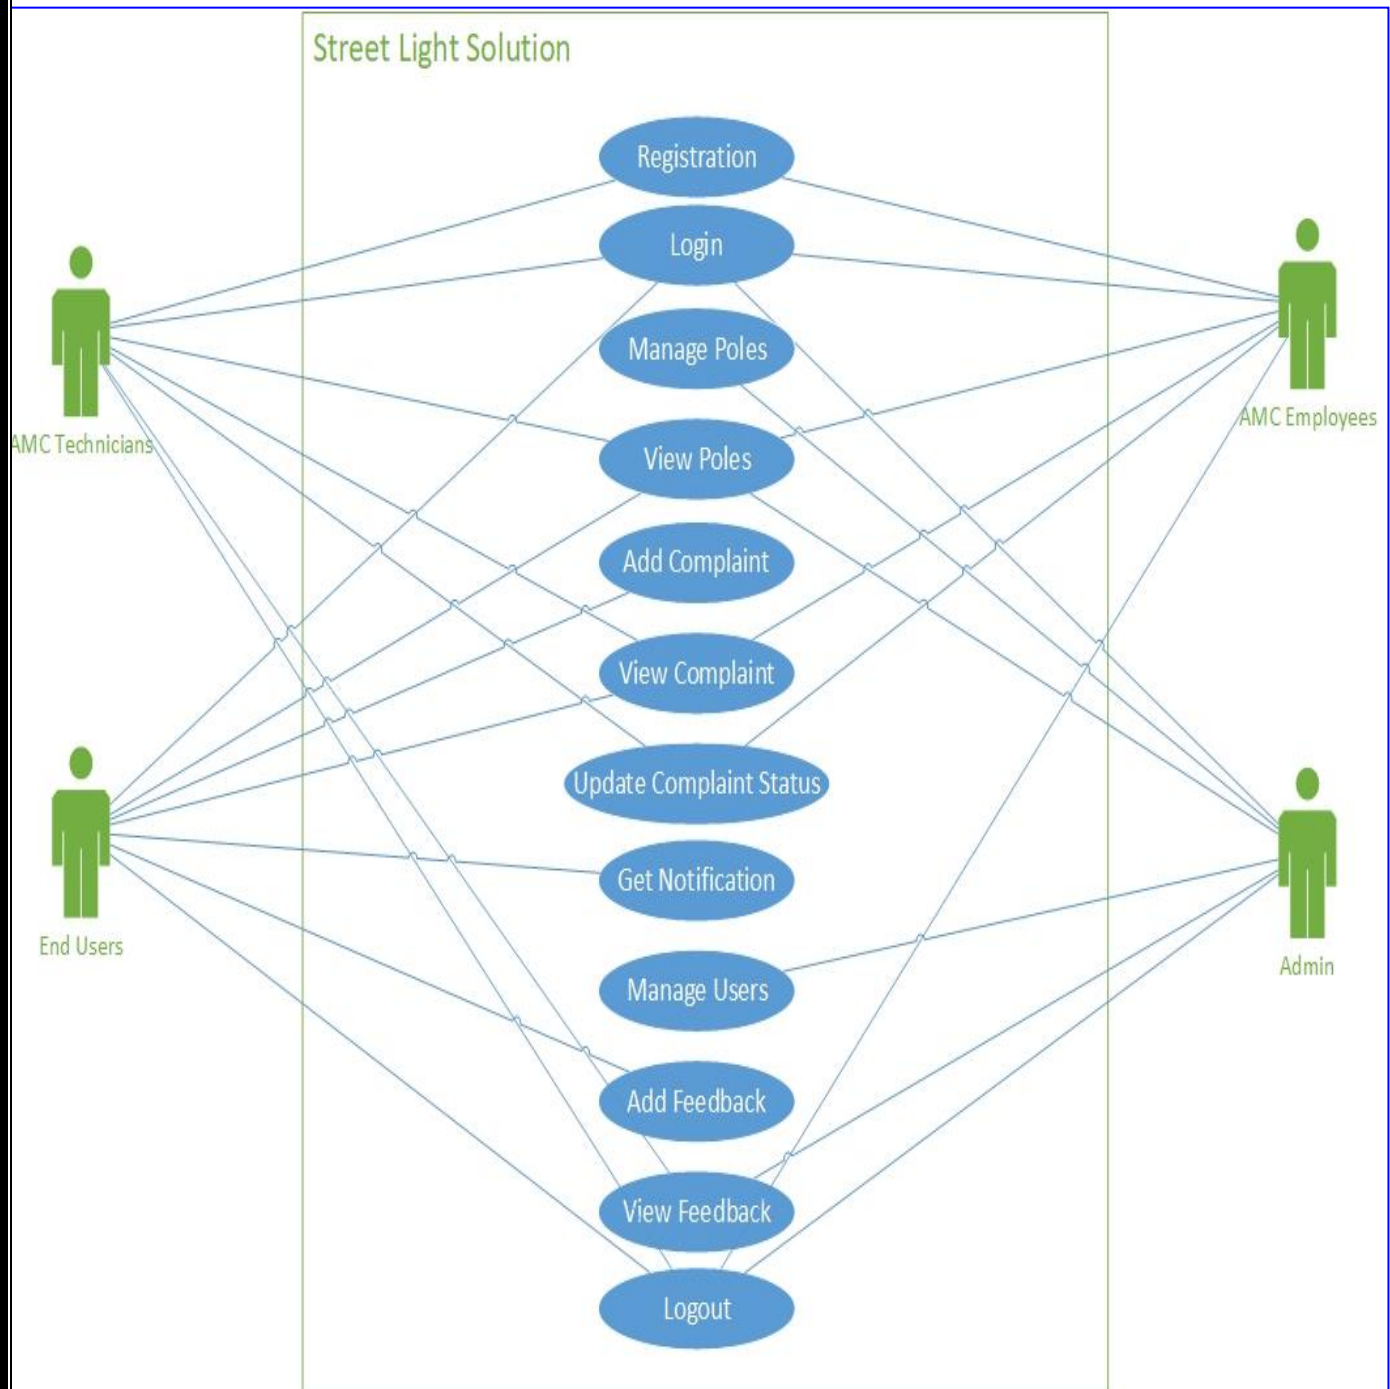 Street Light Solution
Registration
Login
Manage Poles
View Poles
Add Complaint
View Complaint
Update Complaint Status
Get Notification
Manage Users
Add Feedback
View Feedback
Logout
AMC Technicians
End Users
AMC Employees
Admin